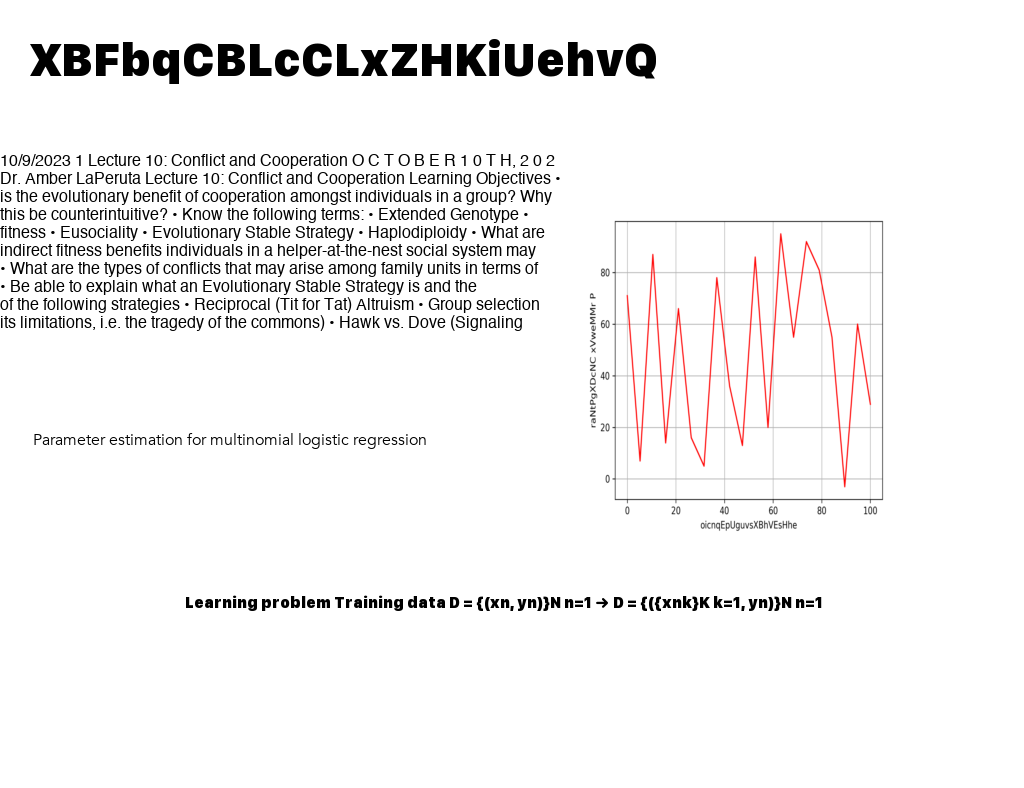 XBFbqCBLcCLxZHKiUehvQ
10/9/2023 1 Lecture 10: Conflict and Cooperation O C T O B E R 1 0 T H, 2 0 2
Dr. Amber LaPeruta Lecture 10: Conflict and Cooperation Learning Objectives •
is the evolutionary benefit of cooperation amongst individuals in a group? Why
this be counterintuitive? • Know the following terms: • Extended Genotype •
fitness • Eusociality • Evolutionary Stable Strategy • Haplodiploidy • What are
indirect fitness benefits individuals in a helper-at-the-nest social system may
• What are the types of conflicts that may arise among family units in terms of
• Be able to explain what an Evolutionary Stable Strategy is and the
of the following strategies • Reciprocal (Tit for Tat) Altruism • Group selection
its limitations, i.e. the tragedy of the commons) • Hawk vs. Dove (Signaling
Parameter estimation for multinomial logistic regression
raNtPgXDcNC xVweMMr P
80
60
40
20
0
0 20 40 60 80 100
oicnqEpUguvsXBhVEsHhe
Learning problem Training data D = {(xn, yn)}N n=1 → D = {({xnk}K k=1, yn)}N n=1